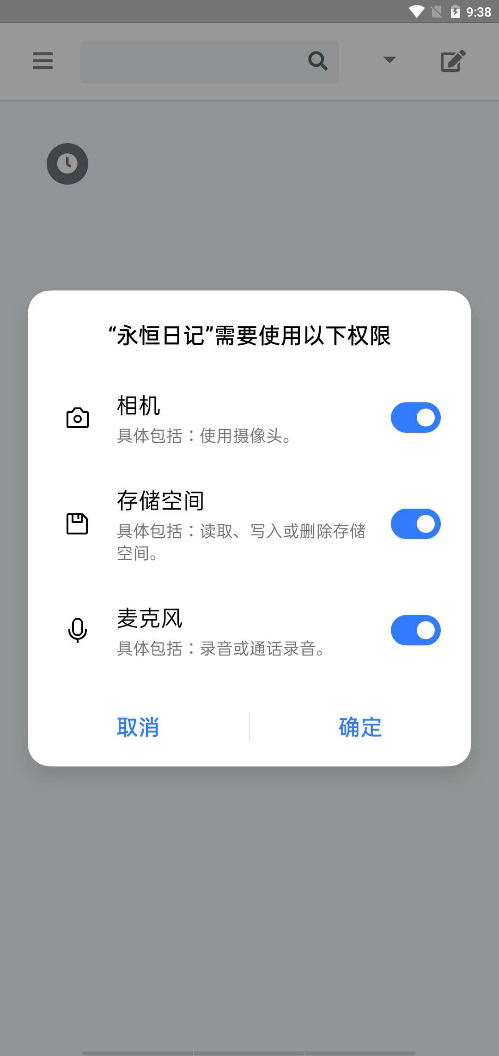 9:38
“永恒日记”需要使用以下权限
相机
具体包括：使用摄像头。
存储空间
具体包括：读取、写入或删除存储
空间。
麦克风
具体包括：录音或通话录音。
取消
确定